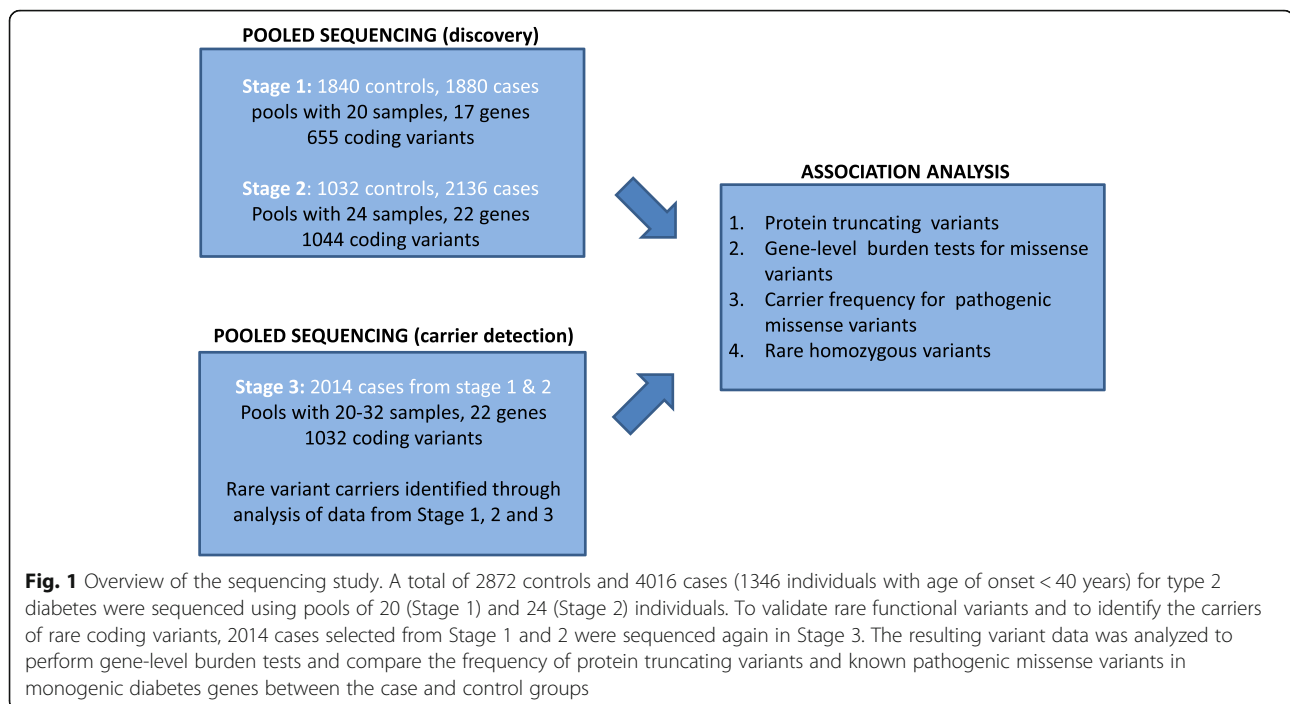 POOLED SEQUENCING (discovery)
Stage 1: 1840 controls, 1880 cases
pools with 20 samples, 17 genes
655 coding variants
Stage 2: 1032 controls, 2136 cases
Pools with 24 samples, 22 genes
1044 coding variants
POOLED SEQUENCING (carrier detection)
Stage 3: 2014 cases from stage 1 & 2
Pools with 20-32 samples, 22 genes
1032 coding variants
Rare variant carriers identified through
analysis of data from Stage 1, 2 and 3
ASSOCIATION ANALYSIS
1. Protein truncating variants
2. Gene-level burden tests for missense
variants
3. Carrier frequency for pathogenic
missense variants
4. Rare homozygous variants
Fig. 1 Overview of the sequencing study. A total of 2872 controls and 4016 cases (1346 individuals with age of onset < 40 years) for type 2
diabetes were sequenced using pools of 20 (Stage 1) and 24 (Stage 2) individuals. To validate rare functional variants and to identify the carriers
of rare coding variants, 2014 cases selected from Stage 1 and 2 were sequenced again in Stage 3. The resulting variant data was analyzed to
perform gene-level burden tests and compare the frequency of protein truncating variants and known pathogenic missense variants in
monogenic diabetes genes between the case and control groups